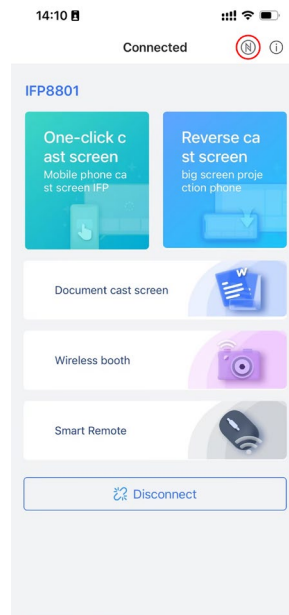 14:10
Connected
IFP8801
One-click c
ast screen
Mobile phone ca
st screen IFP
Reverse ca
st screen
big screen proje
ction phone
W
Document cast screen
Wireless booth
Smart Remote
Disconnect